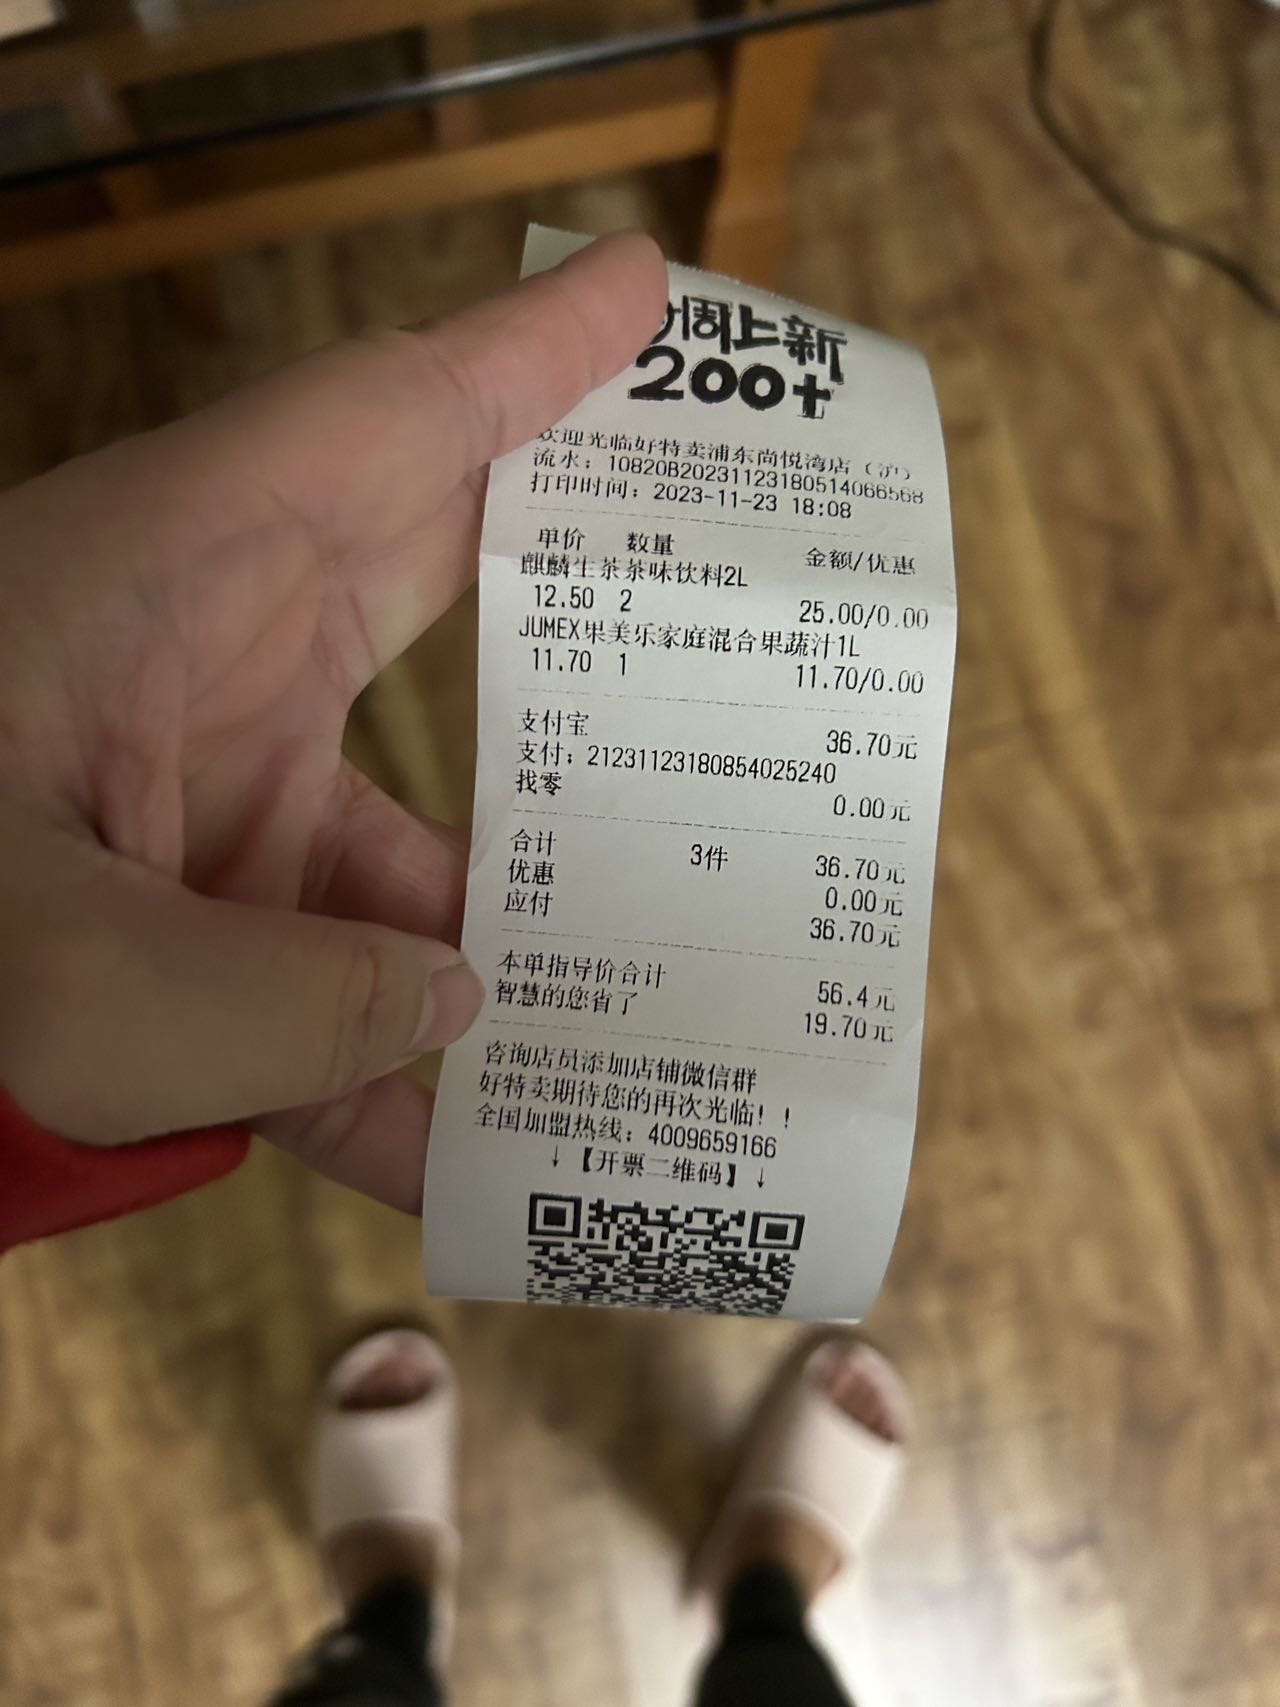 周上新
200+
欢迎光临好特卖浦东尚悦湾店（沪）
流水：10820B20231123180514066568
打印时间：2023-11-23 18:08
单价 数量 金额/优惠
麒麟生茶茶味饮料2L
12.50 2 25.00/0.00
JUMEX果美乐家庭混合果蔬汁1L
11.70 1 11.70/0.00
支付宝 36.70元
支付：21231123180854025240
找零 0.00元
合计 3件 36.70元
优惠 0.00元
应付 36.70元
本单指导价合计 56.4元
智慧的您省了 19.70元
咨询店员添加店铺微信群
好特卖期待您的再次光临！！
全国加盟热线：4009659166
↓【开票二维码】↓